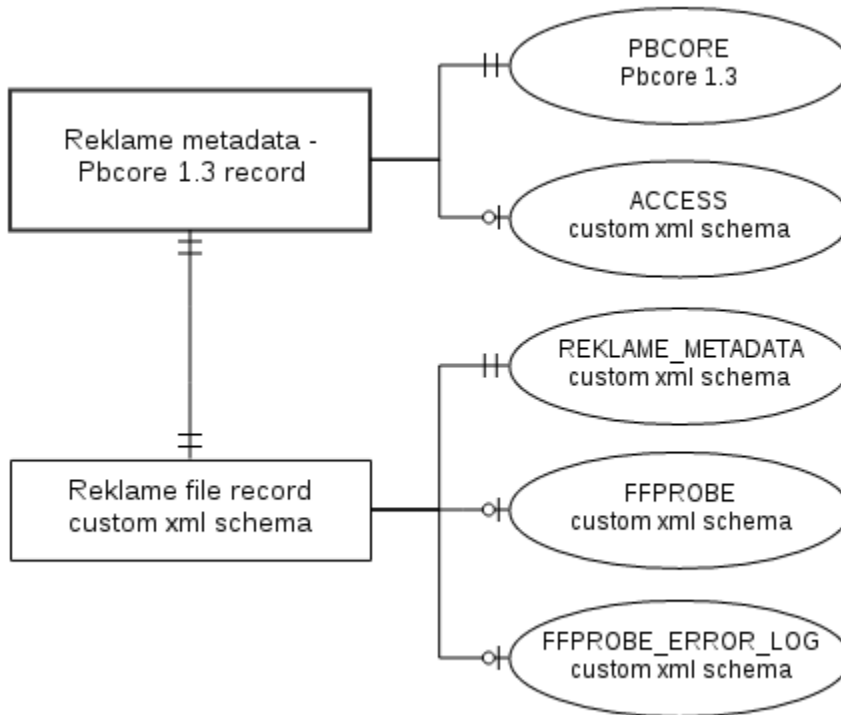 PBCORE
Pbcore 1.3
Reklame metadata -
Pbcore 1.3 record
ACCESS
custom xml schema
REKLAME_METADATA
custom xml schema
Reklame file record
custom xml schema
FFPROBE
custom xml schema
FFPROBE_ERROR_LOG
custom xml schema